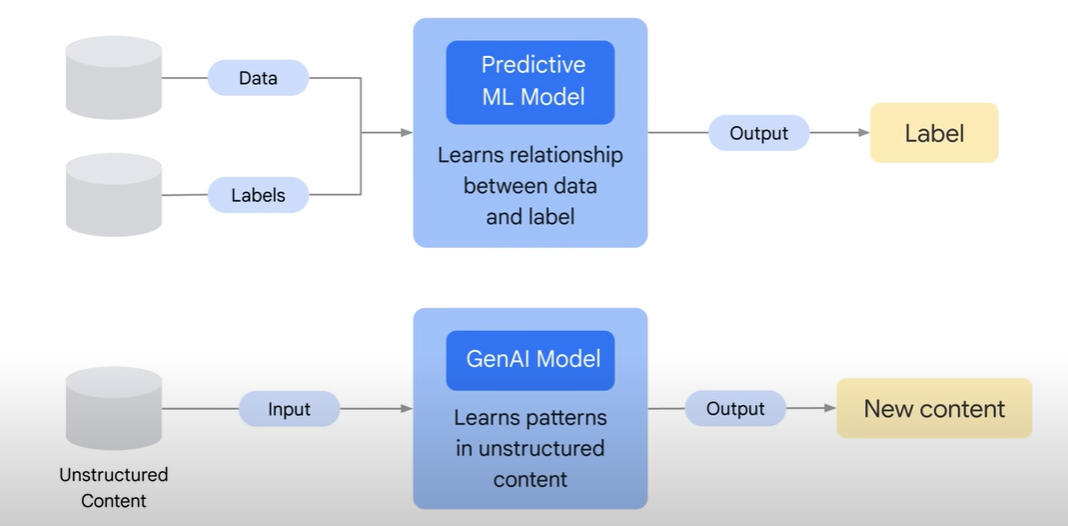 Data
Labels
Predictive
ML Model
Learns relationship
between data
and label
Output
Label
Unstructured
Content
Input
GenAI Model
Learns patterns
in unstructured
content
Output
New content